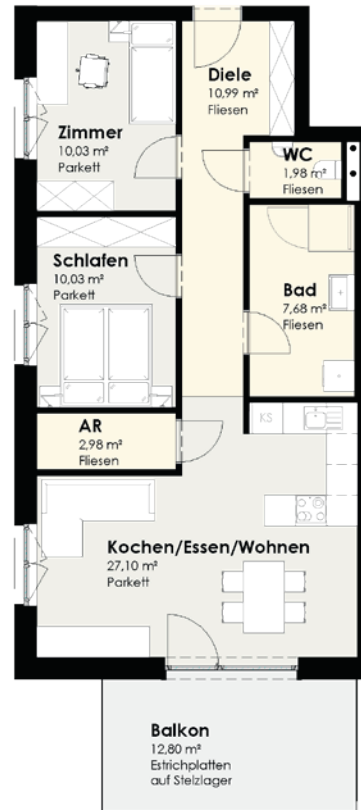 Diele
10,99 m²
Fliesen
Zimmer
10,03 m²
Parkett
WC
1,98 m²
Fliesen
Schlafen
10,03 m²
Parkett
Bad
7,68 m²
Fliesen
AR
2,98 m²
Fliesen
KS
Kochen/Essen/Wohnen
27,10 m²
Parkett
Balkon
12,80 m²
Estrichplatten
auf Stelzlager